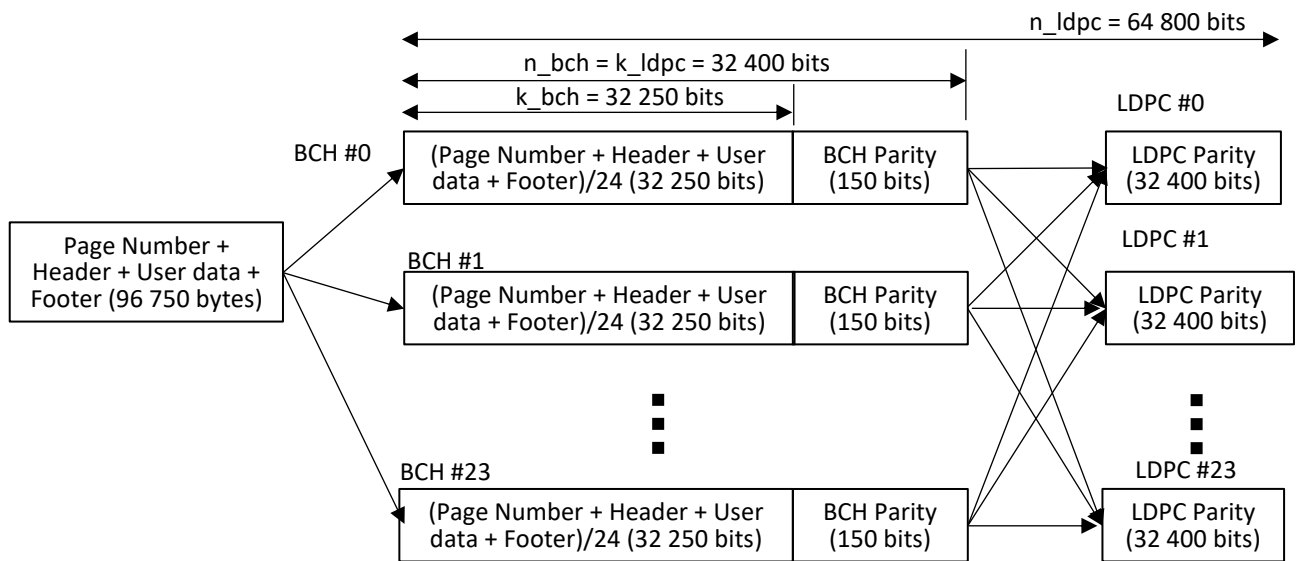 n_ldpc = 64 800 bits
n_bch = k_ldpc = 32 400 bits
k_bch = 32 250 bits
LDPC #0
BCH #0
(Page Number + Header + User
data + Footer)/24 (32 250 bits)
BCH Parity
(150 bits)
LDPC Parity
(32 400 bits)
Page Number +
Header + User data +
Footer (96 750 bytes)
BCH #1
(Page Number + Header + User
data + Footer)/24 (32 250 bits)
BCH Parity
(150 bits)
LDPC #1
LDPC Parity
(32 400 bits)
BCH #23
(Page Number + Header + User
data + Footer)/24 (32 250 bits)
BCH Parity
(150 bits)
LDPC #23
LDPC Parity
(32 400 bits)